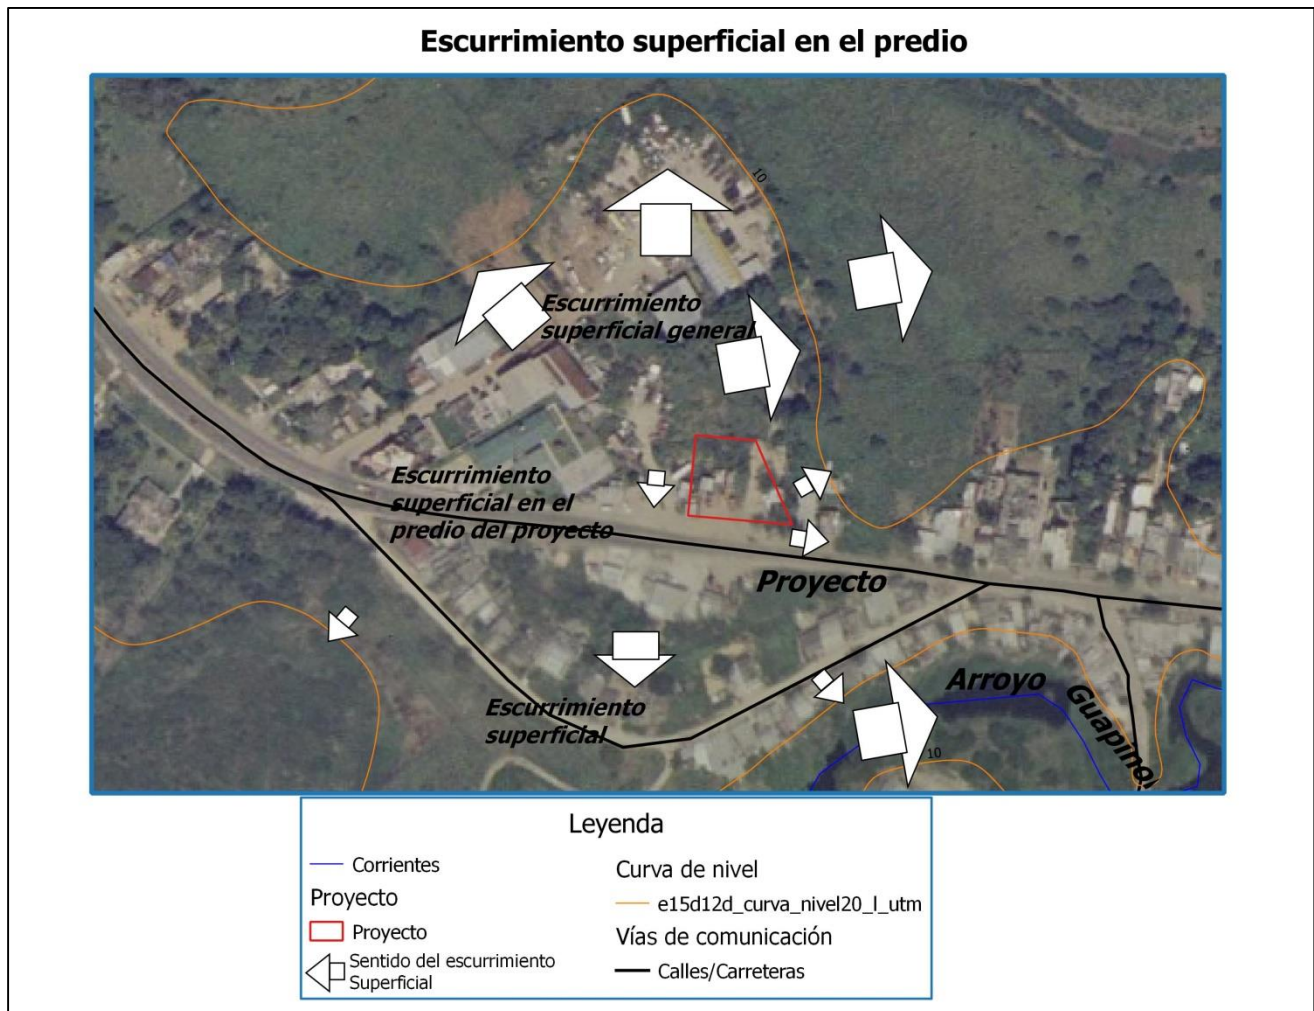 Escurrimiento superficial en el predio
10
Escurrimiento
superficial general
Escurrimiento
superficial en el
predio del proyecto
Proyecto
Arroyo
Guapinol
Escurrimiento
superficial
10
Leyenda
Corrientes
Proyecto
Proyecto
Sentido del escurrimiento
Superficial
Curva de nivel
e15d12d_curva_nivel20_l_utm
Vías de comunicación
Calles/Carreteras